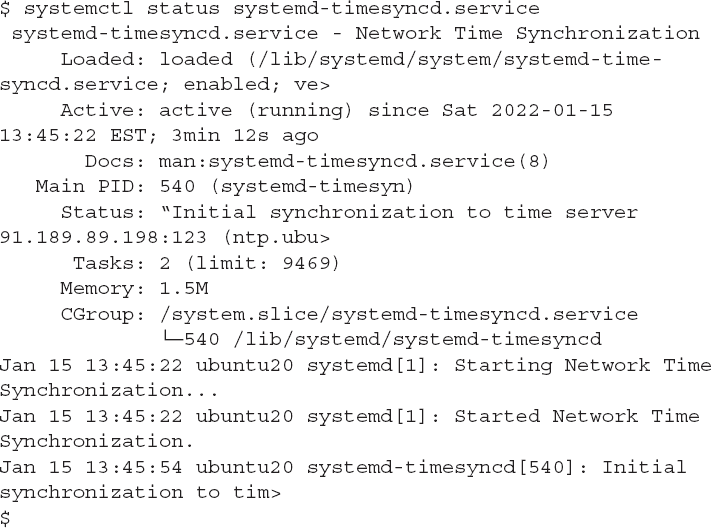 $ systemctl status systemd-timesyncd.service
systemd-timesyncd.service - Network Time Synchronization
Loaded: loaded (/lib/systemd/system/systemd-time-
syncd.service; enabled; ve>
Active: active (running) since Sat 2022-01-15
13:45:22 EST; 3min 12s ago
Docs: man:systemd-timesyncd.service(8)
Main PID: 540 (systemd-timesyn)
Status: “Initial synchronization to time server
91.189.89.198:123 (ntp.ubu>
Tasks: 2 (limit: 9469)
Memory: 1.5M
CGroup: /system.slice/systemd-timesyncd.service
└─540 /lib/systemd/systemd-timesyncd
Jan 15 13:45:22 ubuntu20 systemd[1]: Starting Network Time
Synchronization...
Jan 15 13:45:22 ubuntu20 systemd[1]: Started Network Time
Synchronization.
Jan 15 13:45:54 ubuntu20 systemd-timesyncd[540]: Initial
synchronization to tim>
$